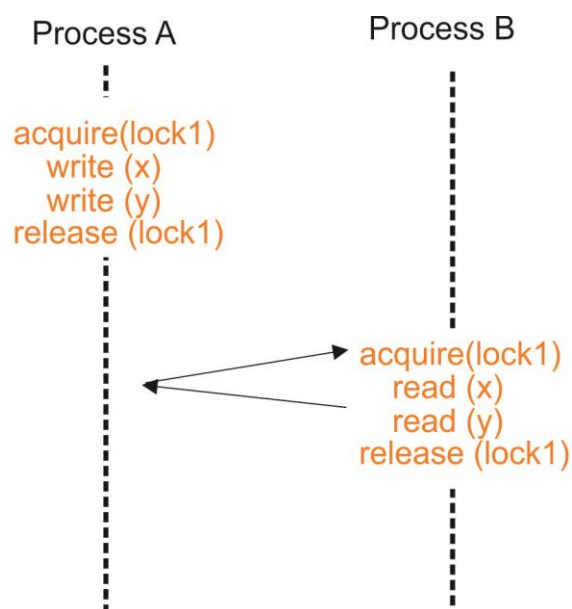 Process A
Process B
acquire(lock1)
write (x)
write (y)
release (lock1)
acquire(lock1)
read (x)
read (y)
release (lock1)